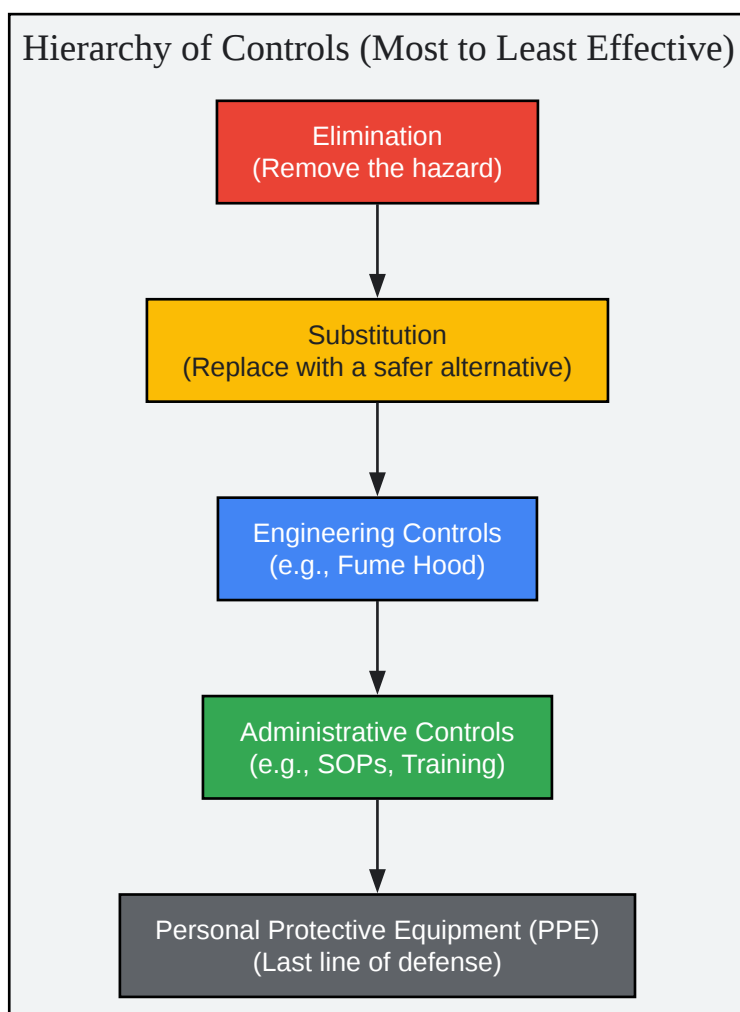 Hierarchy of Controls (Most to Least Effective)
Elimination
(Remove the hazard)
Substitution
(Replace with a safer alternative)
Engineering Controls
(e.g., Fume Hood)
Administrative Controls
(e.g., SOPs, Training)
Personal Protective Equipment (PPE)
(Last line of defense)